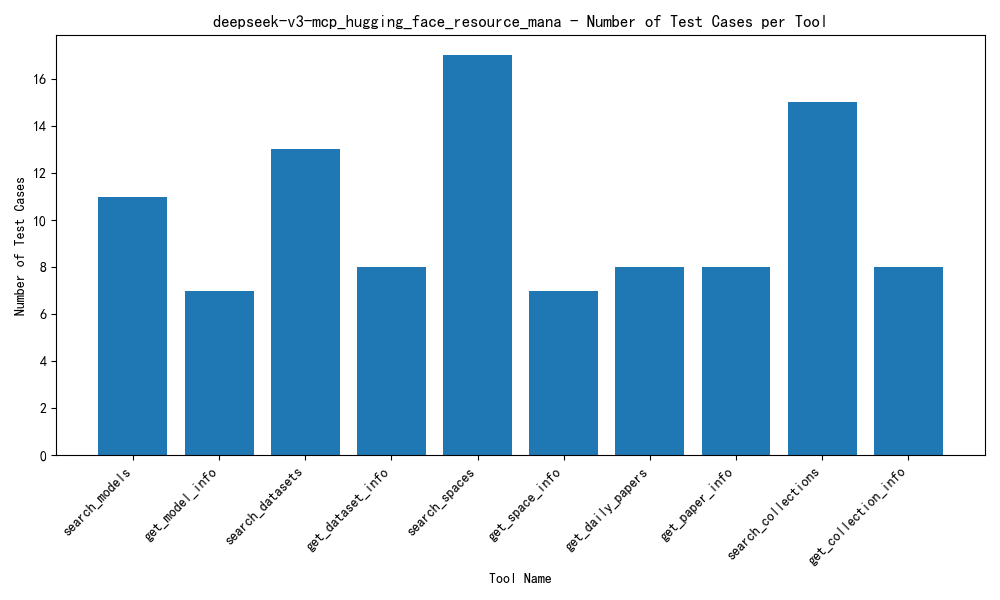 deepseek-v3-mcp_hugging_face_resource_mana - Number of Test Cases per Tool
Number of Test Cases
16
14
12
10
8
6
4
2
0
search_models
get_model_info
search_datasets
get_dataset_info
search_spaces
get_space_info
get_daily_papers
get_paper_info
search_collections
get_collection_info
Tool Name